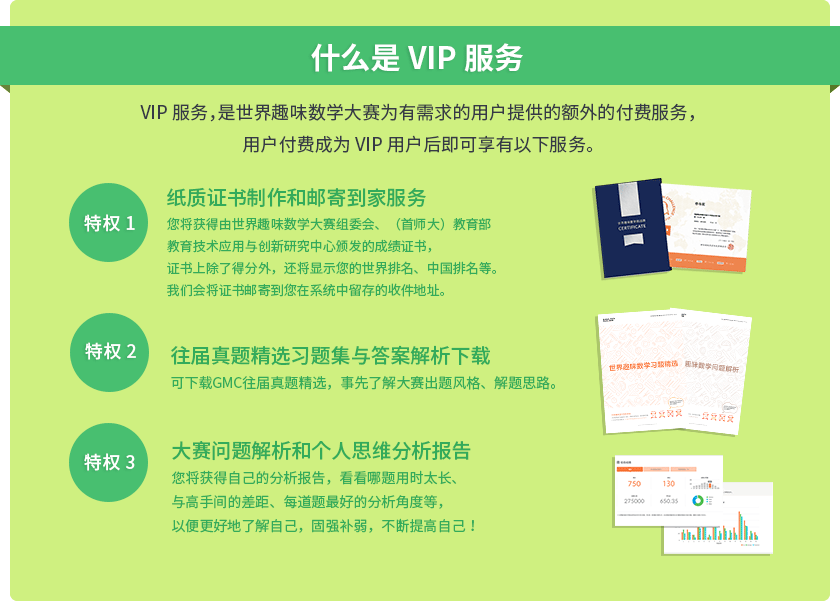 什么是 VIP 服务
VIP 服务，是世界趣味数学大赛为有需求的用户提供的额外的付费服务，
用户付费成为 VIP 用户后即可享有以下服务。
特权 1
纸质证书制作和邮寄到家服务
您将获得由世界趣味数学大赛组委会、（首师大）教育部
教育技术应用与创新研究中心颁发的成绩证书，
证书上除了得分外，还将显示您的世界排名、中国排名等。
我们会将证书邮寄到您在系统中留存的收件地址。
CERTIFICATE
特权 2
往届真题精选习题集与答案解析下载
可下载GMC往届真题精选，事先了解大赛出题风格、解题思路。
世界趣味数学习题精选
趣味数学问题解析
特权 3
大赛问题解析和个人思维分析报告
您将获得自己的分析报告，看看哪题用时太长、
与高手间的差距、每道题最好的分析角度等，
以便更好地了解自己，固强补弱，不断提高自己！
750
130
275000
650.35